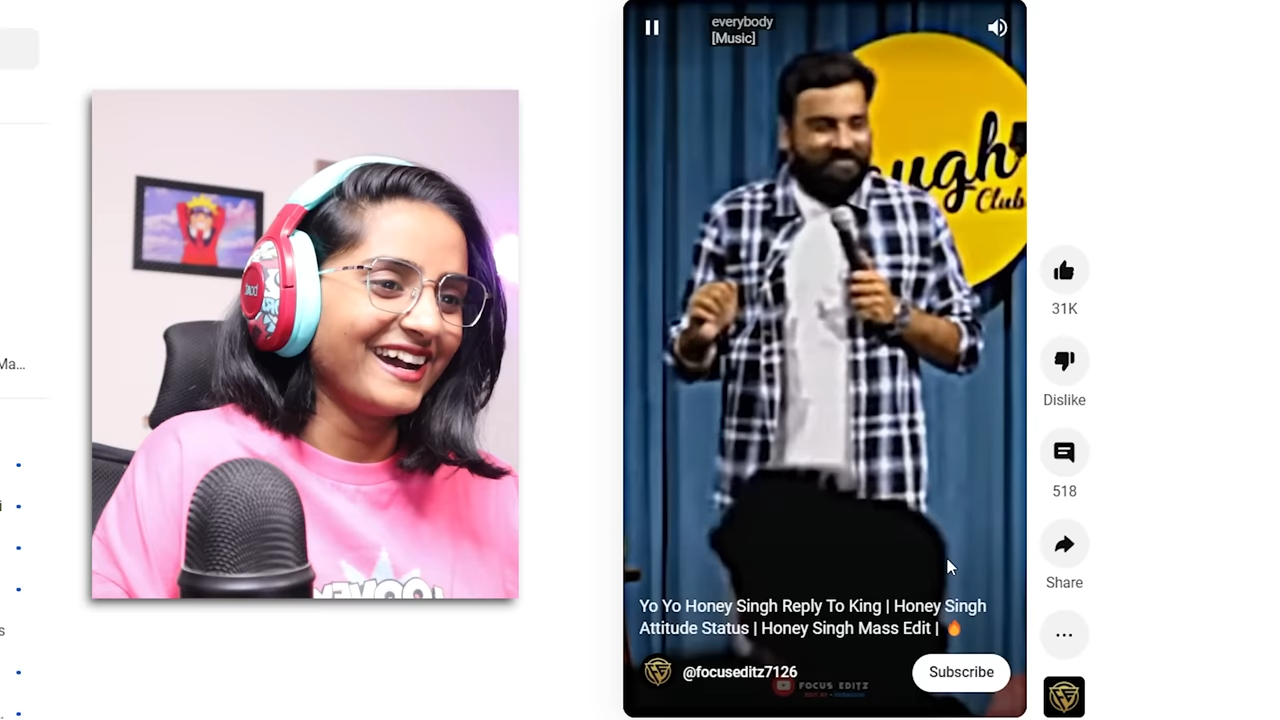 everybody
[Music]
ugh
Club
31K
Ma...
Dislike
518
i
Share
Yo Yo Honey Singh Reply To King | Honey Singh
Attitude Status | Honey Singh Mass Edit | 🔥
s
@focuseditz7126
Subscribe
FOCUS EDITZ